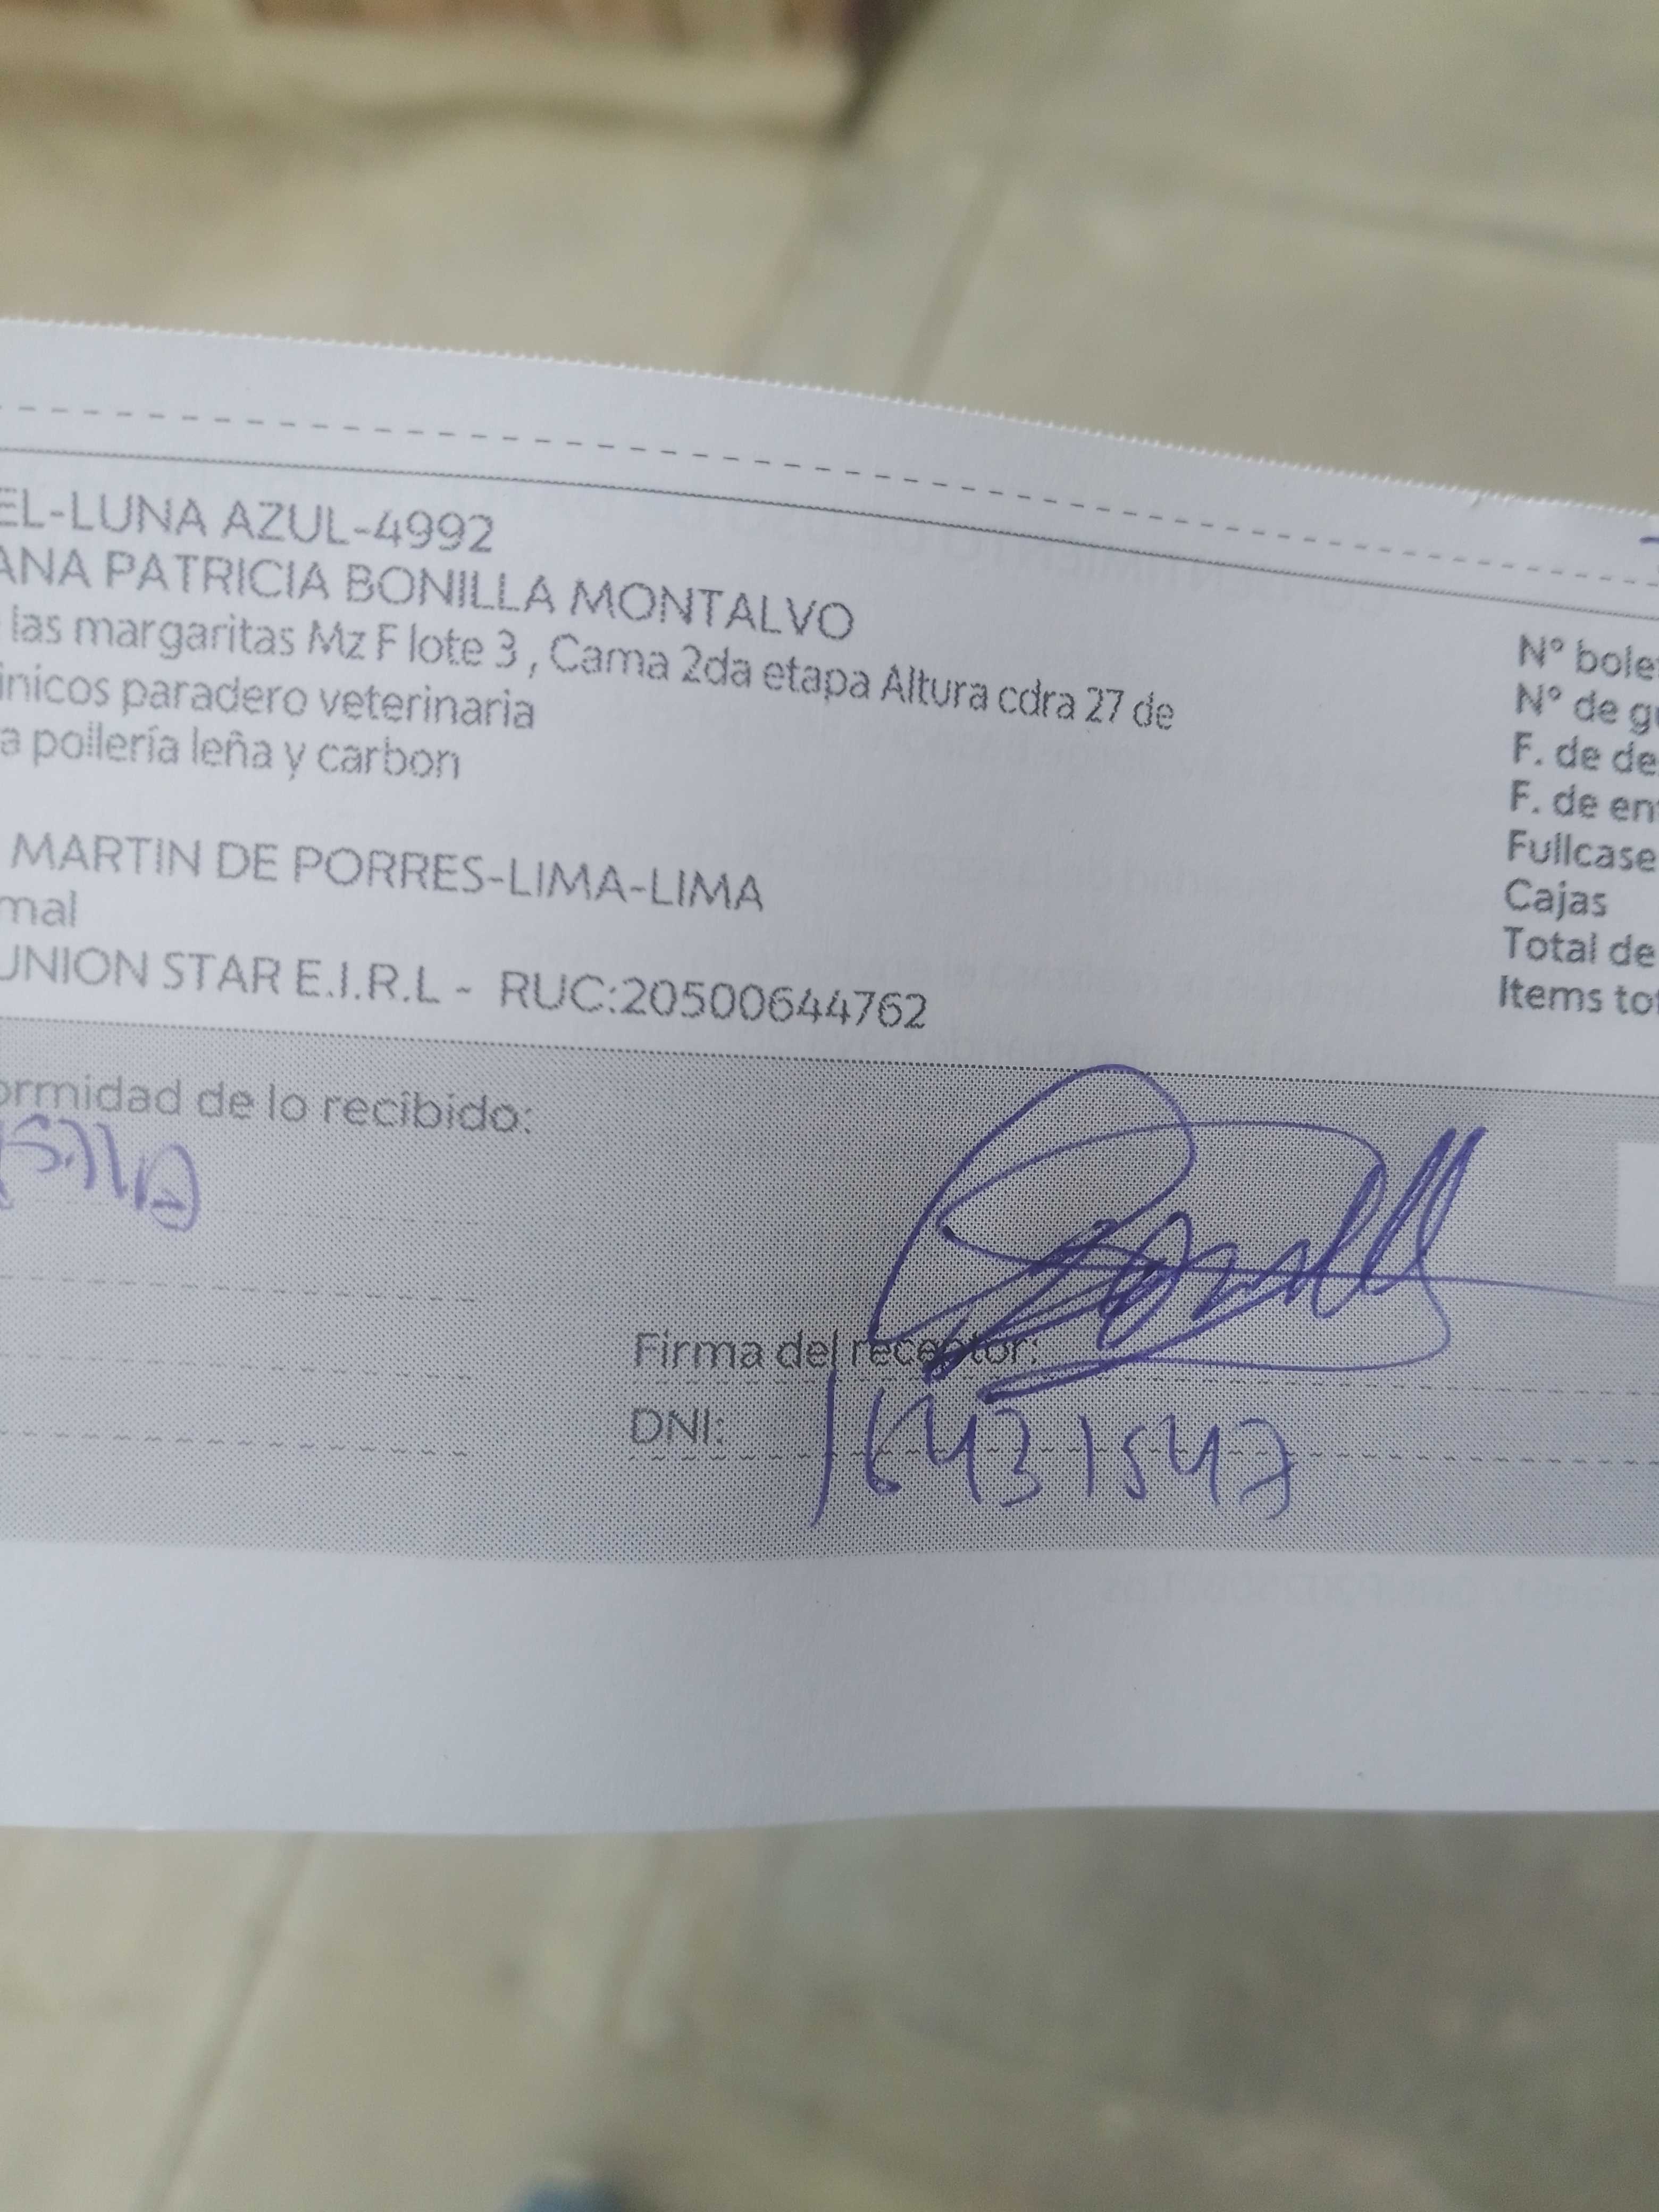 EL-LUNA AZUL-4992
ANA PATRICIA BONILLA MONTALVO
las margaritas Mz F lote 3 , Cama 2da etapa Altura cdra 27 de
inicos paradero veterinaria
a pollería leña y carbon
MARTIN DE PORRES-LIMA-LIMA
mal
UNION STAR E.I.R.L - RUC:20500644762
N° bole
N° de g
F. de de
F. de en
Fullcase
Cajas
Total de
Items to
ormidad de lo recibido:
Firma del receptor:
DNI: 16431547